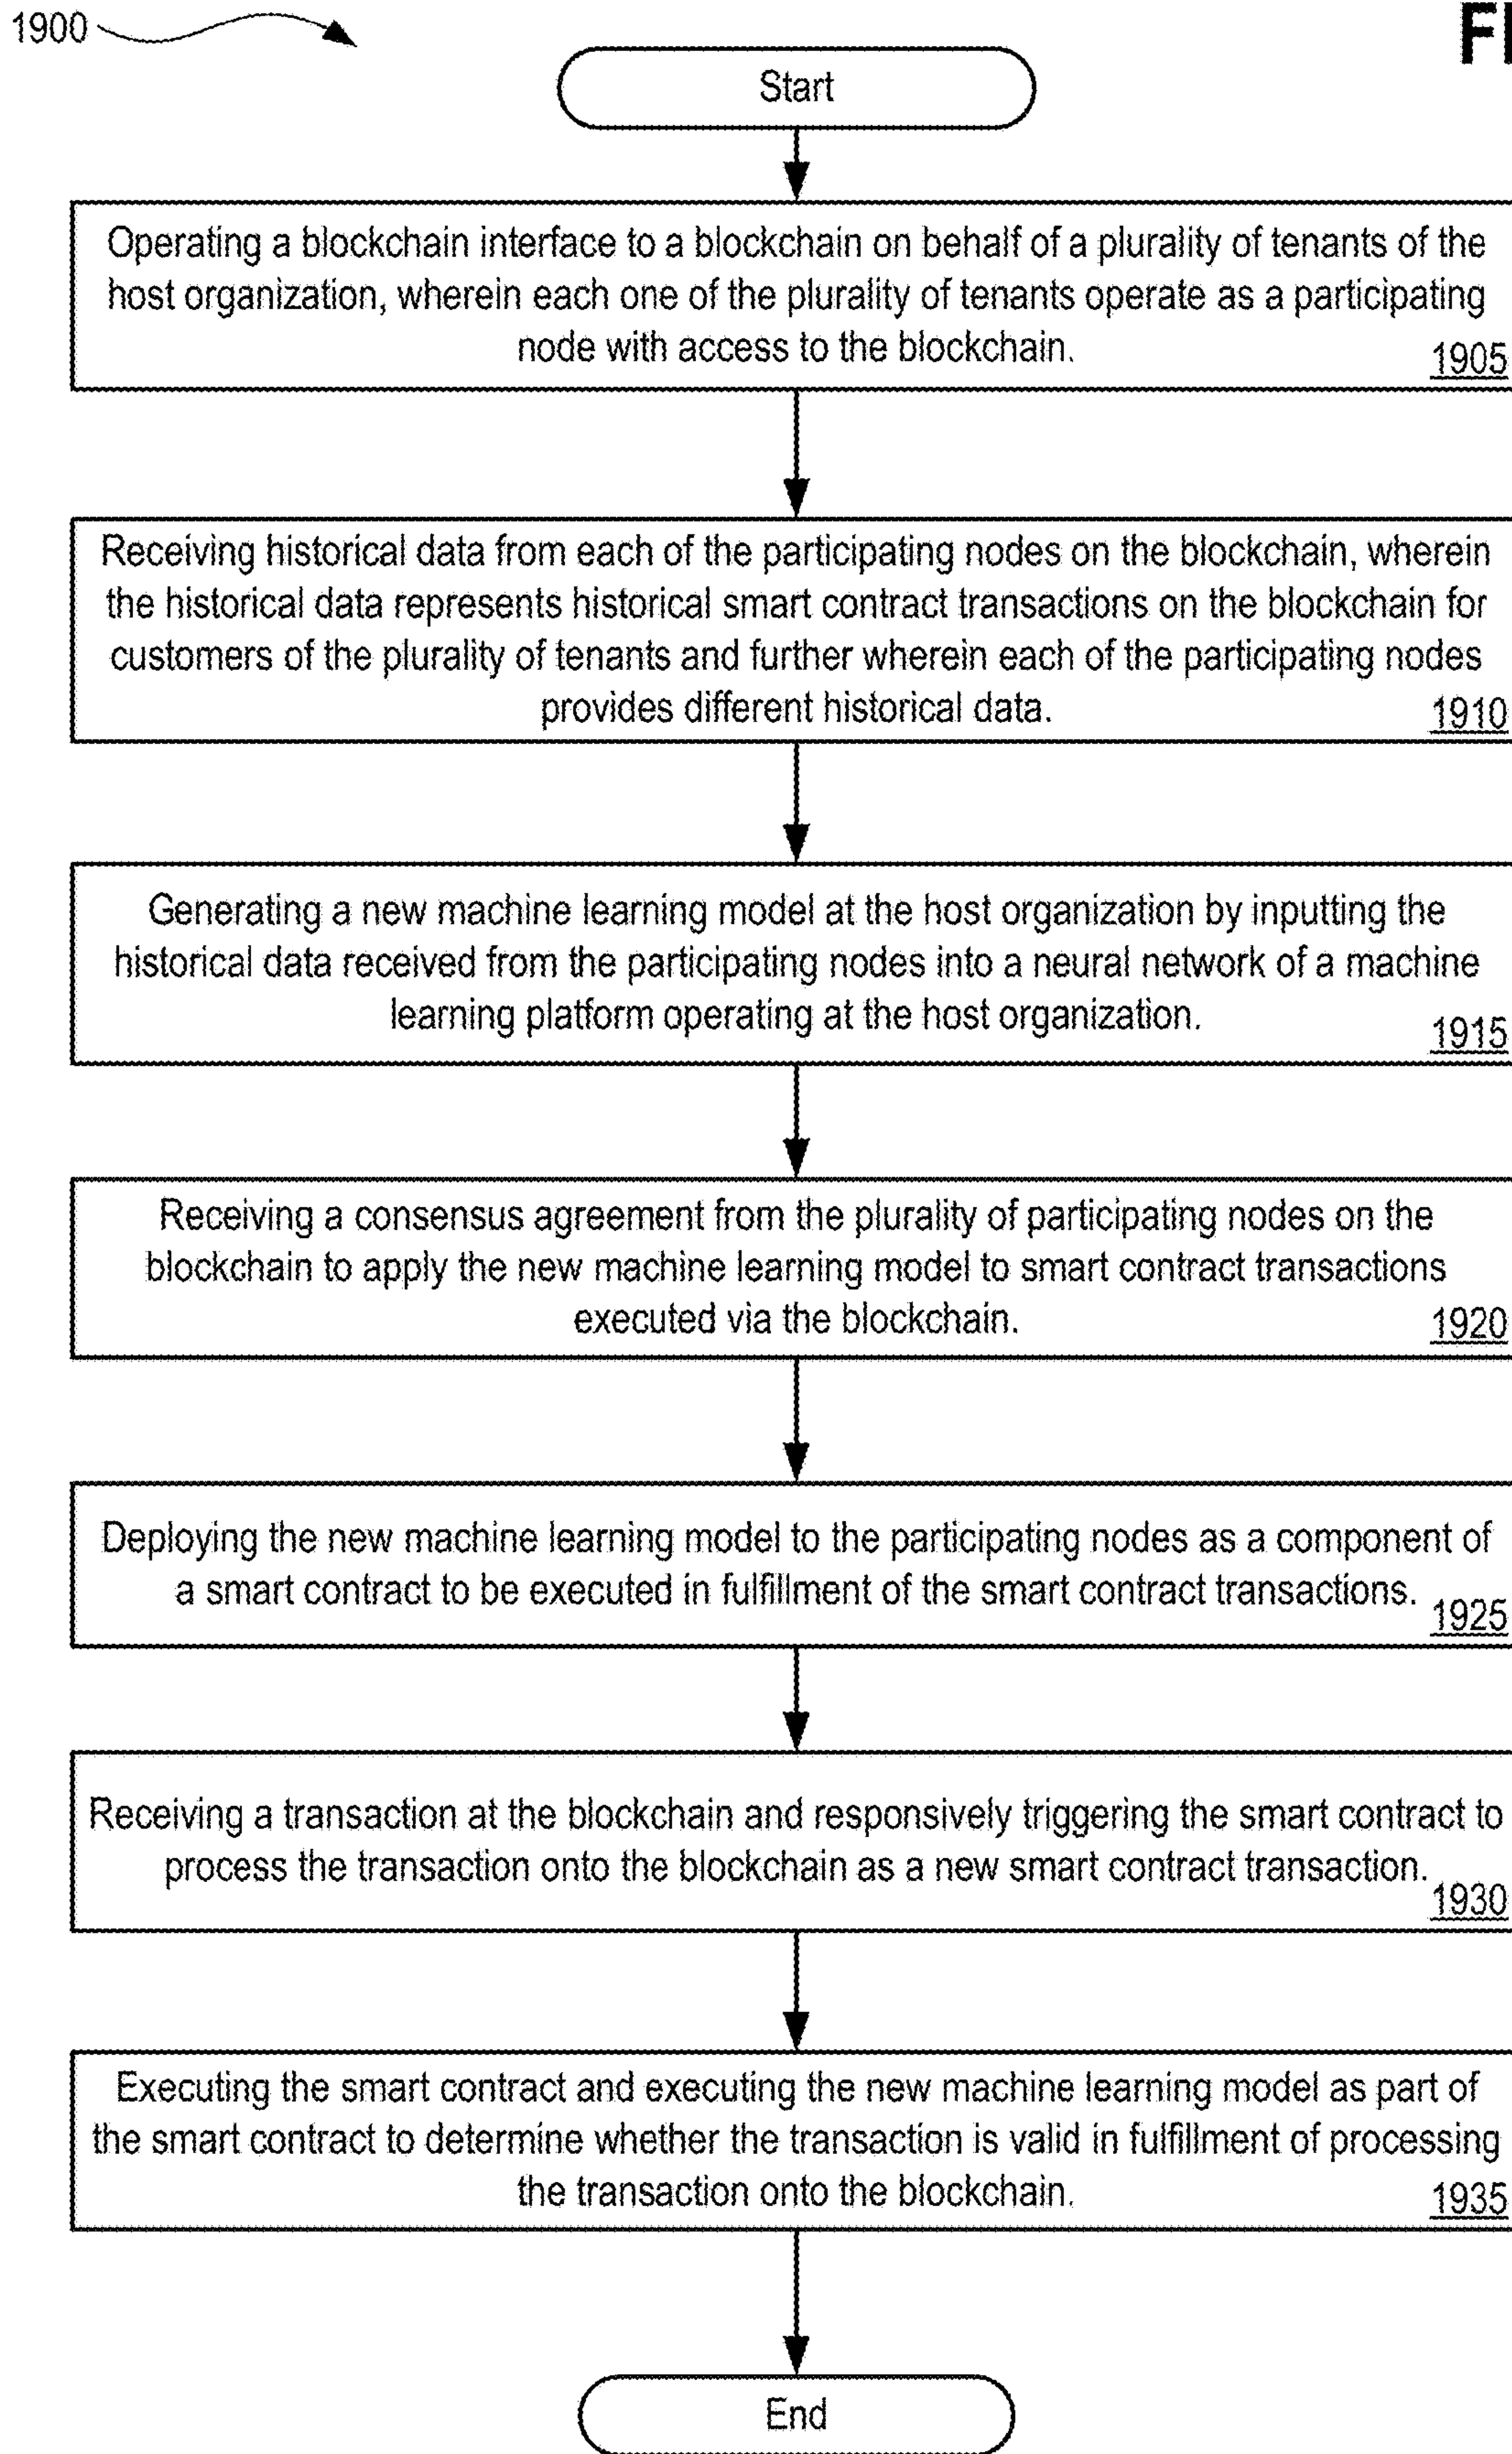 1900
FI
Start
Operating a blockchain interface to a blockchain on behalf of a plurality of tenants of the
host organization, wherein each one of the plurality of tenants operate as a participating
node with access to the blockchain.
1905
Receiving historical data from each of the participating nodes on the blockchain, wherein
the historical data represents historical smart contract transactions on the blockchain for
customers of the plurality of tenants and further wherein each of the participating nodes
provides different historical data.
1910
Generating a new machine learning model at the host organization by inputting the
historical data received from the participating nodes into a neural network of a machine
learning platform operating at the host organization.
1915
Receiving a consensus agreement from the plurality of participating nodes on the
blockchain to apply the new machine learning model to smart contract transactions
executed via the blockchain.
1920
Deploying the new machine learning model to the participating nodes as a component of
a smart contract to be executed in fulfillment of the smart contract transactions.
1925
Receiving a transaction at the blockchain and responsively triggering the smart contract to
process the transaction onto the blockchain as a new smart contract transaction.
1930
Executing the smart contract and executing the new machine learning model as part of
the smart contract to determine whether the transaction is valid in fulfillment of processing
the transaction onto the blockchain.
1935
End